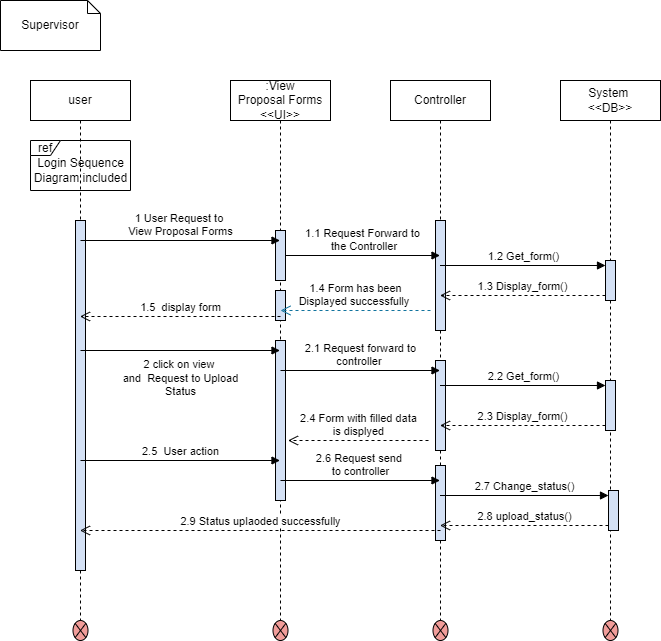 Supervisor
user
:View
Proposal Forms
<<UI>>
Controller
System
<<DB>>
ref
Login Sequence
Diagram included
1 User Request to
View Proposal Forms
1.1 Request Forward to
the Controller
1.2 Get_form()
1.3 Display_form()
1.4 Form has been
Displayed successfully
1.5 display form
2 click on view
and Request to Upload
Status
2.1 Request forward to
controller
2.2 Get_form()
2.3 Display_form()
2.4 Form with filled data
is displyed
2.5 User action
2.6 Request send
to controller
2.7 Change_status()
2.8 upload_status()
2.9 Status uplaoded successfully